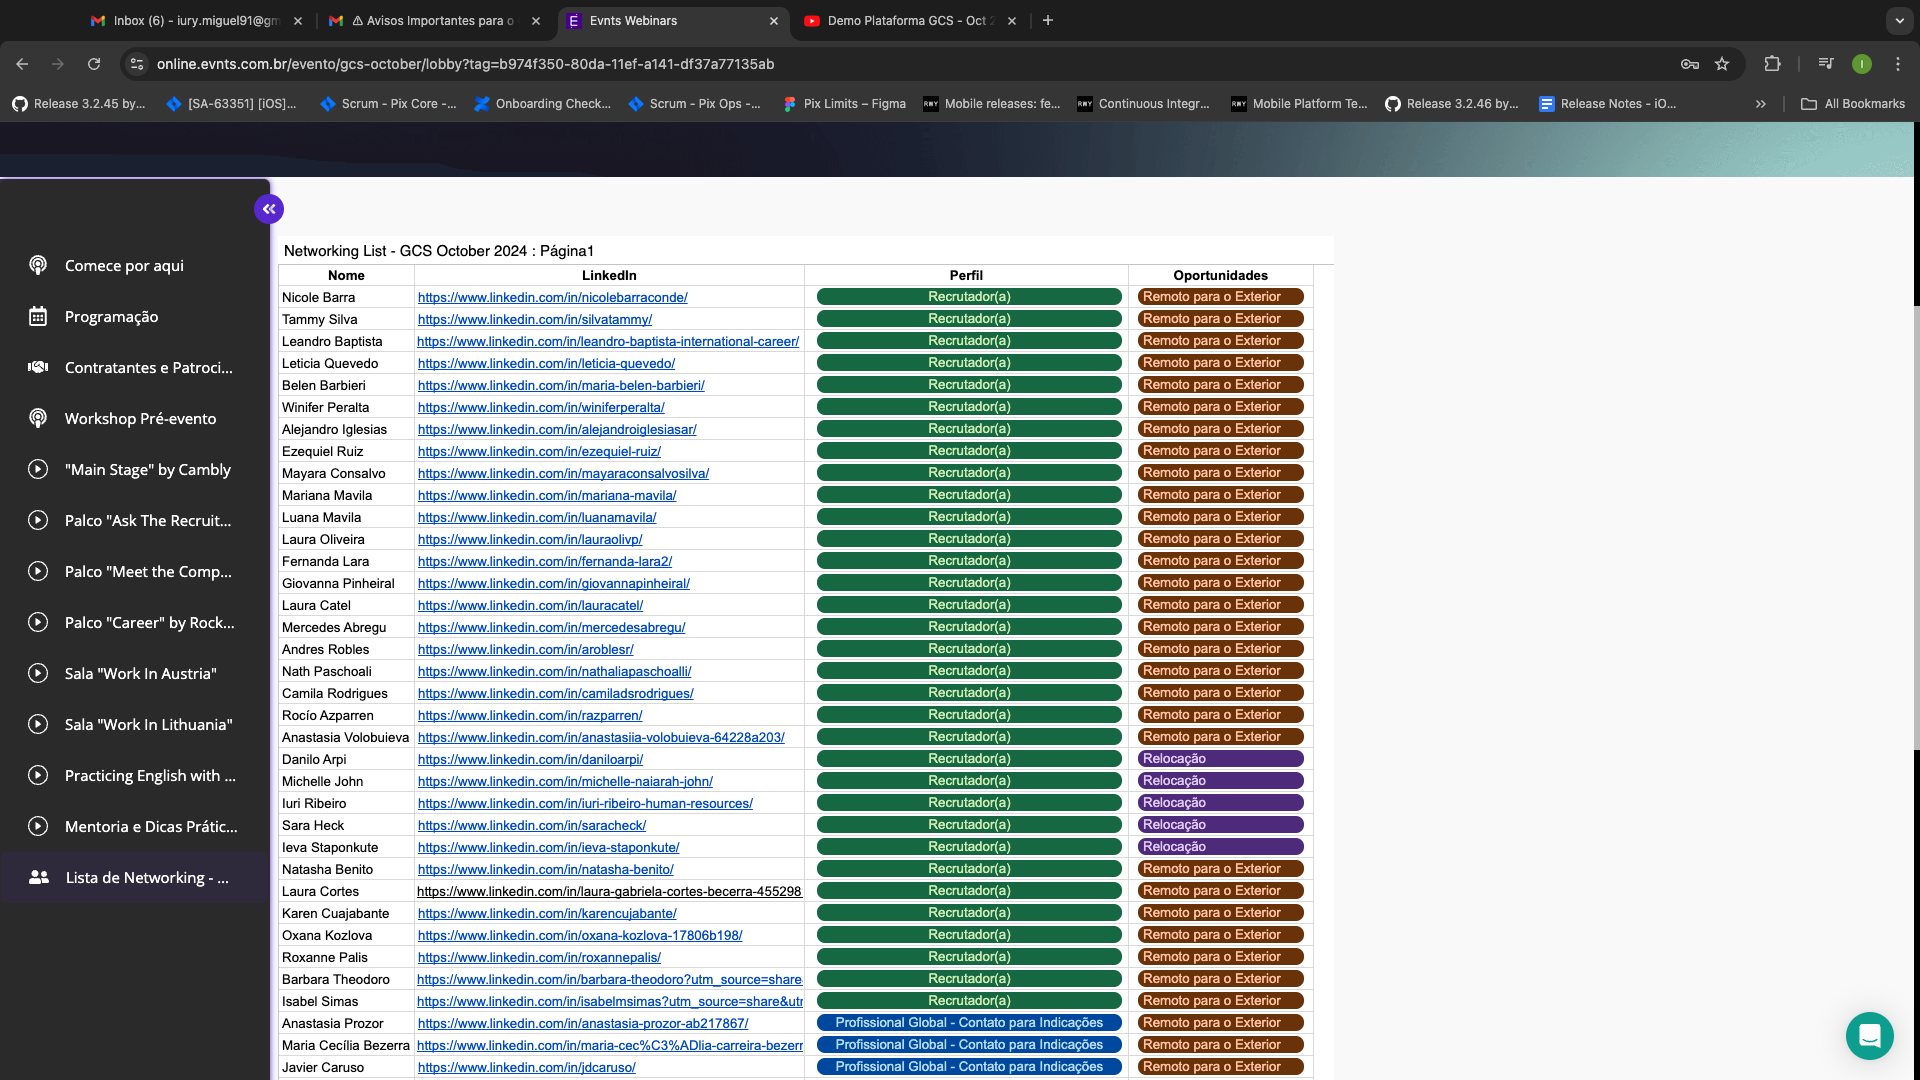 Inbox (6) - iury.miguel91@gm
⚠ Avisos Importantes para o
Evnts Webinars
Demo Plataforma GCS - Oct 2
online.evnts.com.br/evento/gcs-october/lobby?tag=b974f350-80da-11ef-a141-df37a77135ab
I
Release 3.2.45 by...
[SA-63351] [iOS]...
Scrum - Pix Core -...
Onboarding Check...
Scrum - Pix Ops -...
Pix Limits – Figma
Mobile releases: fe...
Continuous Integr...
Mobile Platform Te...
Release 3.2.46 by...
Release Notes - iO...
All Bookmarks
Comece por aqui
Programação
Contratantes e Patroci...
Workshop Pré-evento
"Main Stage" by Cambly
Palco "Ask The Recruit...
Palco "Meet the Comp...
Palco "Career" by Rock...
Sala "Work In Austria"
Sala "Work In Lithuania"
Practicing English with ...
Mentoria e Dicas Prátic...
Lista de Networking - ...
Networking List - GCS October 2024 : Página1
Nome LinkedIn Perfil Oportunidades
Nicole Barra https://www.linkedin.com/in/nicolebarraconde/ Recrutador(a) Remoto para o Exterior
Tammy Silva https://www.linkedin.com/in/silvatammy/ Recrutador(a) Remoto para o Exterior
Leandro Baptista https://www.linkedin.com/in/leandro-baptista-international-career/ Recrutador(a) Remoto para o Exterior
Leticia Quevedo https://www.linkedin.com/in/leticia-quevedo/ Recrutador(a) Remoto para o Exterior
Belen Barbieri https://www.linkedin.com/in/maria-belen-barbieri/ Recrutador(a) Remoto para o Exterior
Winifer Peralta https://www.linkedin.com/in/winiferperalta/ Recrutador(a) Remoto para o Exterior
Alejandro Iglesias https://www.linkedin.com/in/alejandroiglesiasar/ Recrutador(a) Remoto para o Exterior
Ezequiel Ruiz https://www.linkedin.com/in/ezequiel-ruiz/ Recrutador(a) Remoto para o Exterior
Mayara Consalvo https://www.linkedin.com/in/mayaraconsalvosilva/ Recrutador(a) Remoto para o Exterior
Mariana Mavila https://www.linkedin.com/in/mariana-mavila/ Recrutador(a) Remoto para o Exterior
Luana Mavila https://www.linkedin.com/in/luanamavila/ Recrutador(a) Remoto para o Exterior
Laura Oliveira https://www.linkedin.com/in/lauraolivp/ Recrutador(a) Remoto para o Exterior
Fernanda Lara https://www.linkedin.com/in/fernanda-lara2/ Recrutador(a) Remoto para o Exterior
Giovanna Pinheiral https://www.linkedin.com/in/giovannapinheiral/ Recrutador(a) Remoto para o Exterior
Laura Catel https://www.linkedin.com/in/lauracatel/ Recrutador(a) Remoto para o Exterior
Mercedes Abregu https://www.linkedin.com/in/mercedesabregu/ Recrutador(a) Remoto para o Exterior
Andres Robles https://www.linkedin.com/in/aroblesr/ Recrutador(a) Remoto para o Exterior
Nath Paschoali https://www.linkedin.com/in/nathaliapaschoalli/ Recrutador(a) Remoto para o Exterior
Camila Rodrigues https://www.linkedin.com/in/camiladsrodrigues/ Recrutador(a) Remoto para o Exterior
Rocío Azparren https://www.linkedin.com/in/razparren/ Recrutador(a) Remoto para o Exterior
Anastasia Volobuieva https://www.linkedin.com/in/anastasiia-volobuieva-64228a203/ Recrutador(a) Remoto para o Exterior
Danilo Arpi https://www.linkedin.com/in/daniloarpi/ Recrutador(a) Relocação
Michelle John https://www.linkedin.com/in/michelle-naiarah-john/ Recrutador(a) Relocação
Iuri Ribeiro https://www.linkedin.com/in/iuri-ribeiro-human-resources/ Recrutador(a) Relocação
Sara Heck https://www.linkedin.com/in/saracheck/ Recrutador(a) Relocação
Ieva Staponkute https://www.linkedin.com/in/ieva-staponkute/ Recrutador(a) Relocação
Natasha Benito https://www.linkedin.com/in/natasha-benito/ Recrutador(a) Remoto para o Exterior
Laura Cortes https://www.linkedin.com/in/laura-gabriela-cortes-becerra-455298 Recrutador(a) Remoto para o Exterior
Karen Cuajabante https://www.linkedin.com/in/karencujabante/ Recrutador(a) Remoto para o Exterior
Oxana Kozlova https://www.linkedin.com/in/oxana-kozlova-17806b198/ Recrutador(a) Remoto para o Exterior
Roxanne Palis https://www.linkedin.com/in/roxannepalis/ Recrutador(a) Remoto para o Exterior
Barbara Theodoro https://www.linkedin.com/in/barbara-theodoro?utm_source=share Recrutador(a) Remoto para o Exterior
Isabel Simas https://www.linkedin.com/in/isabelmsimas?utm_source=share&utr Recrutador(a) Remoto para o Exterior
Anastasia Prozor https://www.linkedin.com/in/anastasia-prozor-ab217867/ Profissional Global - Contato para Indicações Remoto para o Exterior
Maria Cecília Bezerra https://www.linkedin.com/in/maria-cec%C3%ADlia-carreira-bezerr Profissional Global - Contato para Indicações Remoto para o Exterior
Javier Caruso https://www.linkedin.com/in/jdcaruso/ Profissional Global - Contato para Indicações Remoto para o Exterior